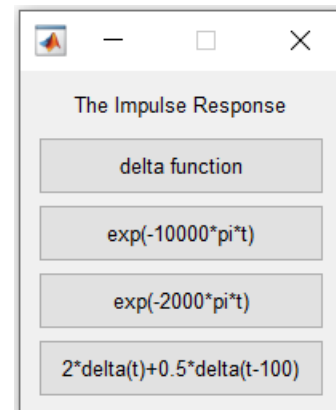 The Impulse Response
delta function
exp(-10000*pi*t)
exp(-2000*pi*t)
2*delta(t)+0.5*delta(t-100)